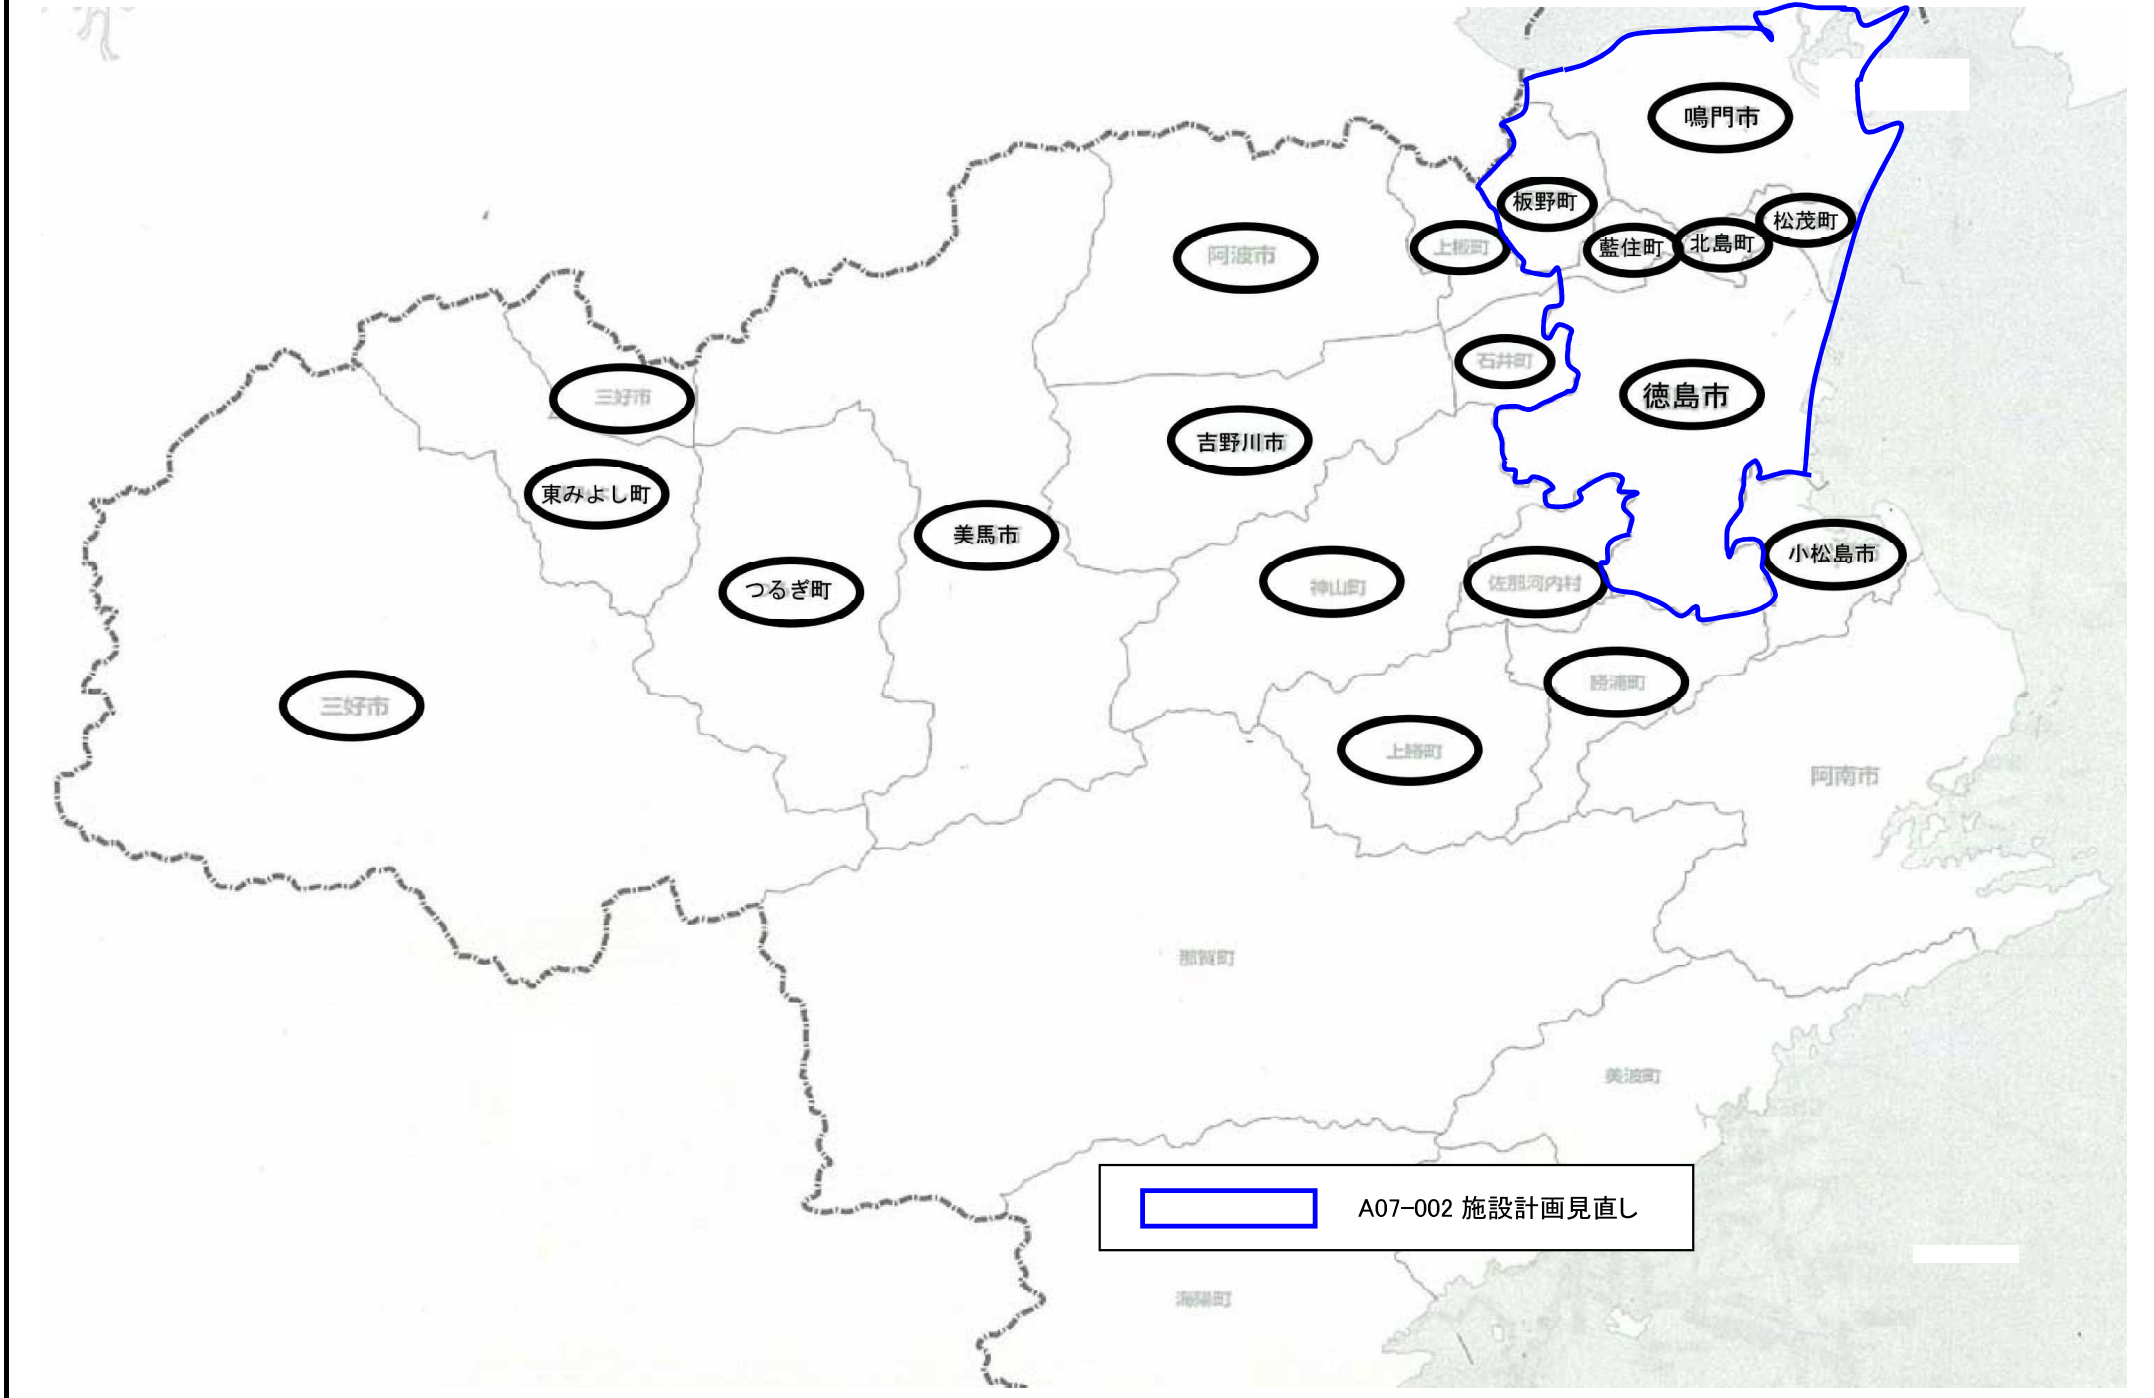 鳴門市
板野町
松茂町
藍住町
北島町
上板町
阿波市
石井町
徳島市
三好市
吉野川市
東みよし町
美馬市
小松島市
つるぎ町
神山町
佐那河内村
勝浦町
三好市
上勝町
阿南市
那賀町
美波町
A07-002 施設計画見直し
海陽町